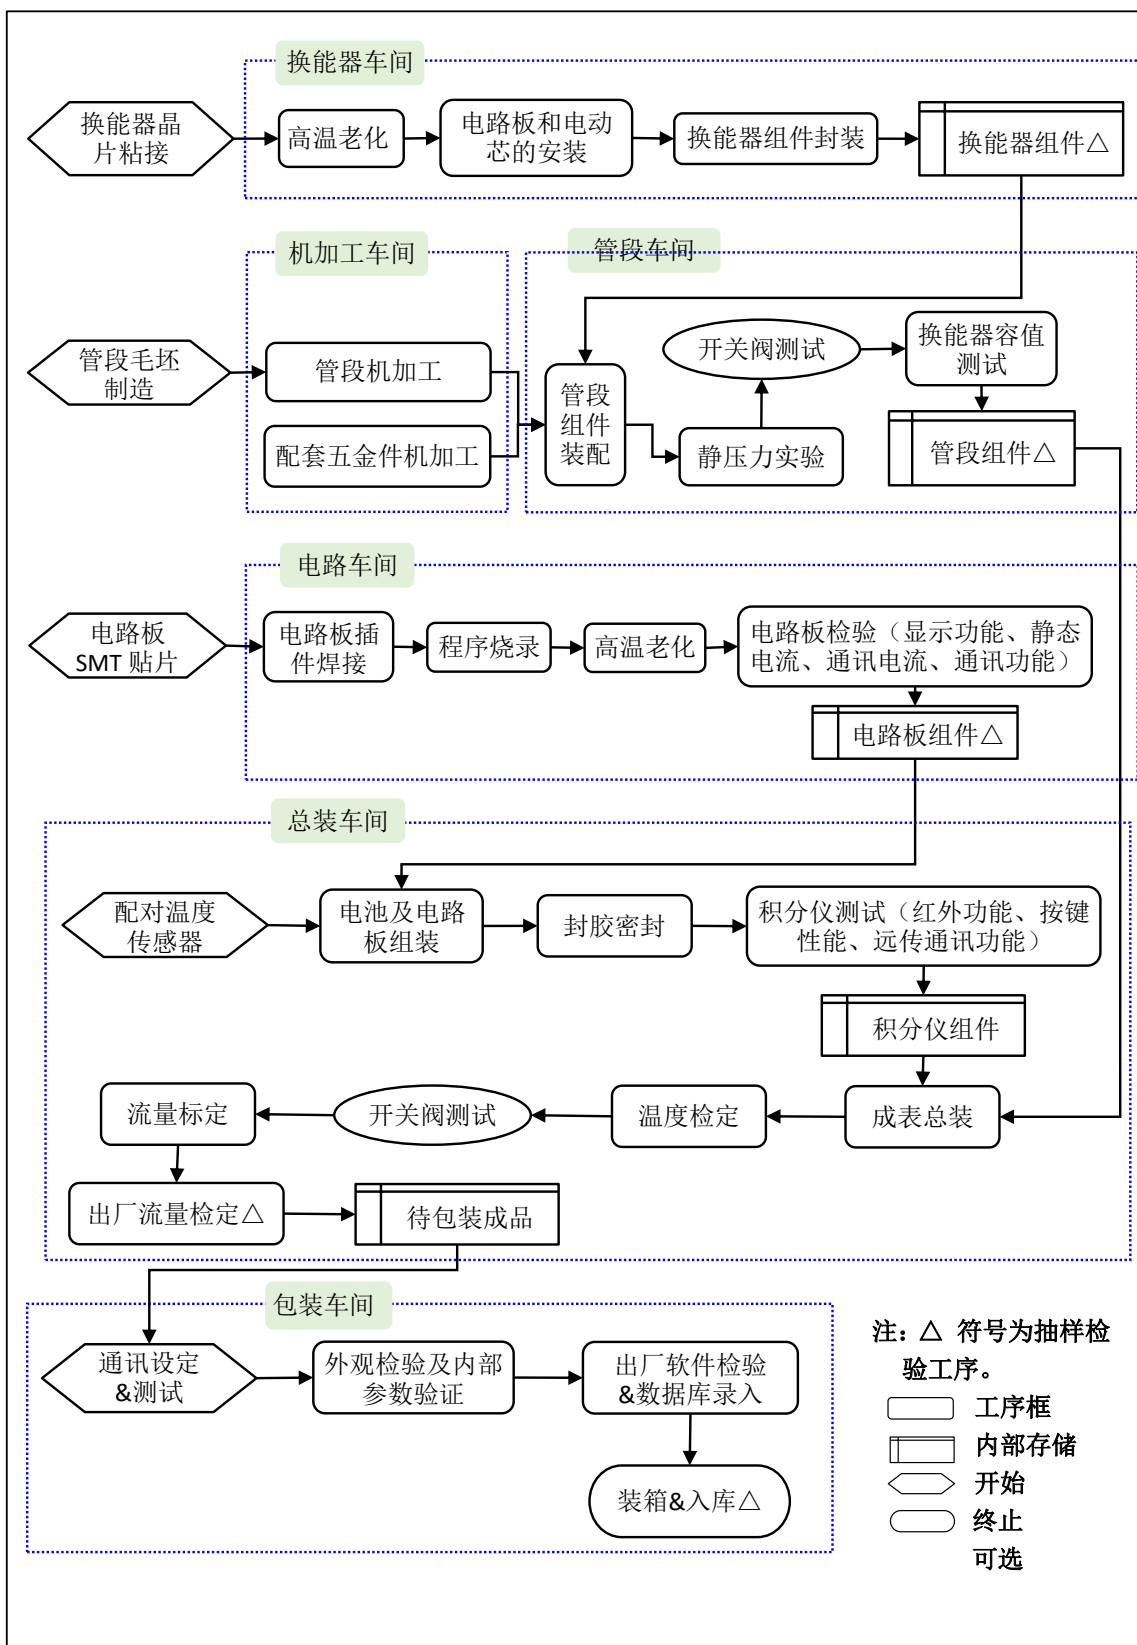 换能器车间
换能器晶
片粘接
高温老化
电路板和电动
芯的安装
换能器组件封装
换能器组件△
机加工车间
管段车间
管段毛坯
制造
管段机加工
配套五金件机加工
管段
组件
装配
开关阀测试
静压力实验
换能器容值
测试
管段组件△
电路车间
电路板
SMT 贴片
电路板插
件焊接
程序烧录
高温老化
电路板检验（显示功能、静态
电流、通讯电流、通讯功能）
电路板组件△
总装车间
配对温度
传感器
电池及电路
板组装
封胶密封
积分仪测试（红外功能、按键
性能、远传通讯功能）
积分仪组件
流量标定
开关阀测试
温度检定
成表总装
出厂流量检定△
待包装成品
包装车间
通讯设定
&测试
外观检验及内部
参数验证
出厂软件检验
&数据库录入
装箱&入库△
注：△ 符号为抽样检
验工序。
工序框
内部存储
开始
终止
可选